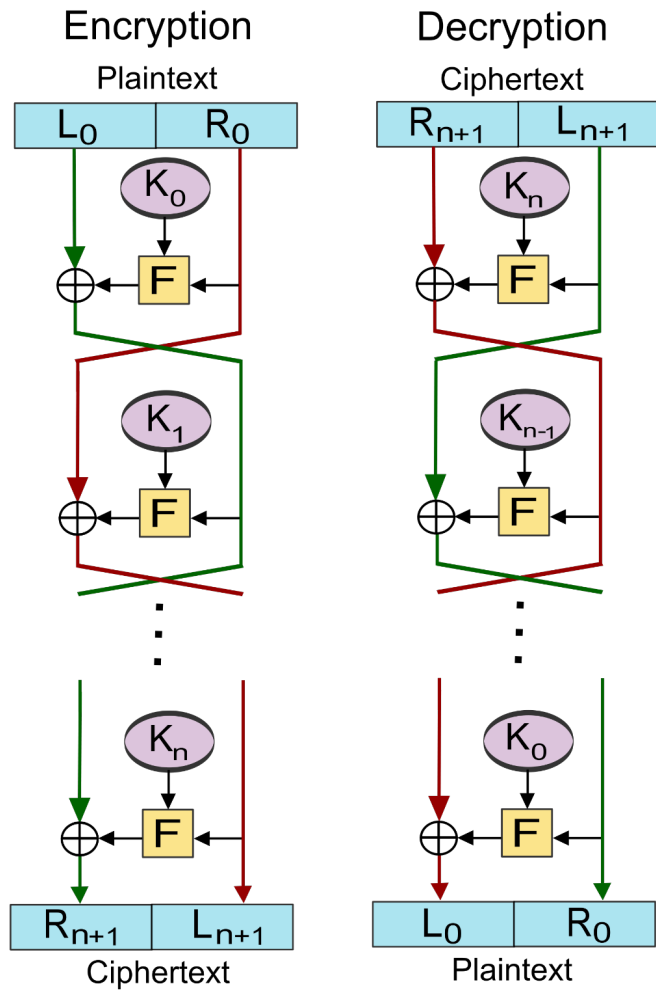 Encryption
Plaintext
L0 R0
K0
F
K1
F
Kn
F
Rn+1 Ln+1
Ciphertext
Decryption
Ciphertext
Rn+1 Ln+1
Kn
F
Kn-1
F
K0
F
L0 R0
Plaintext